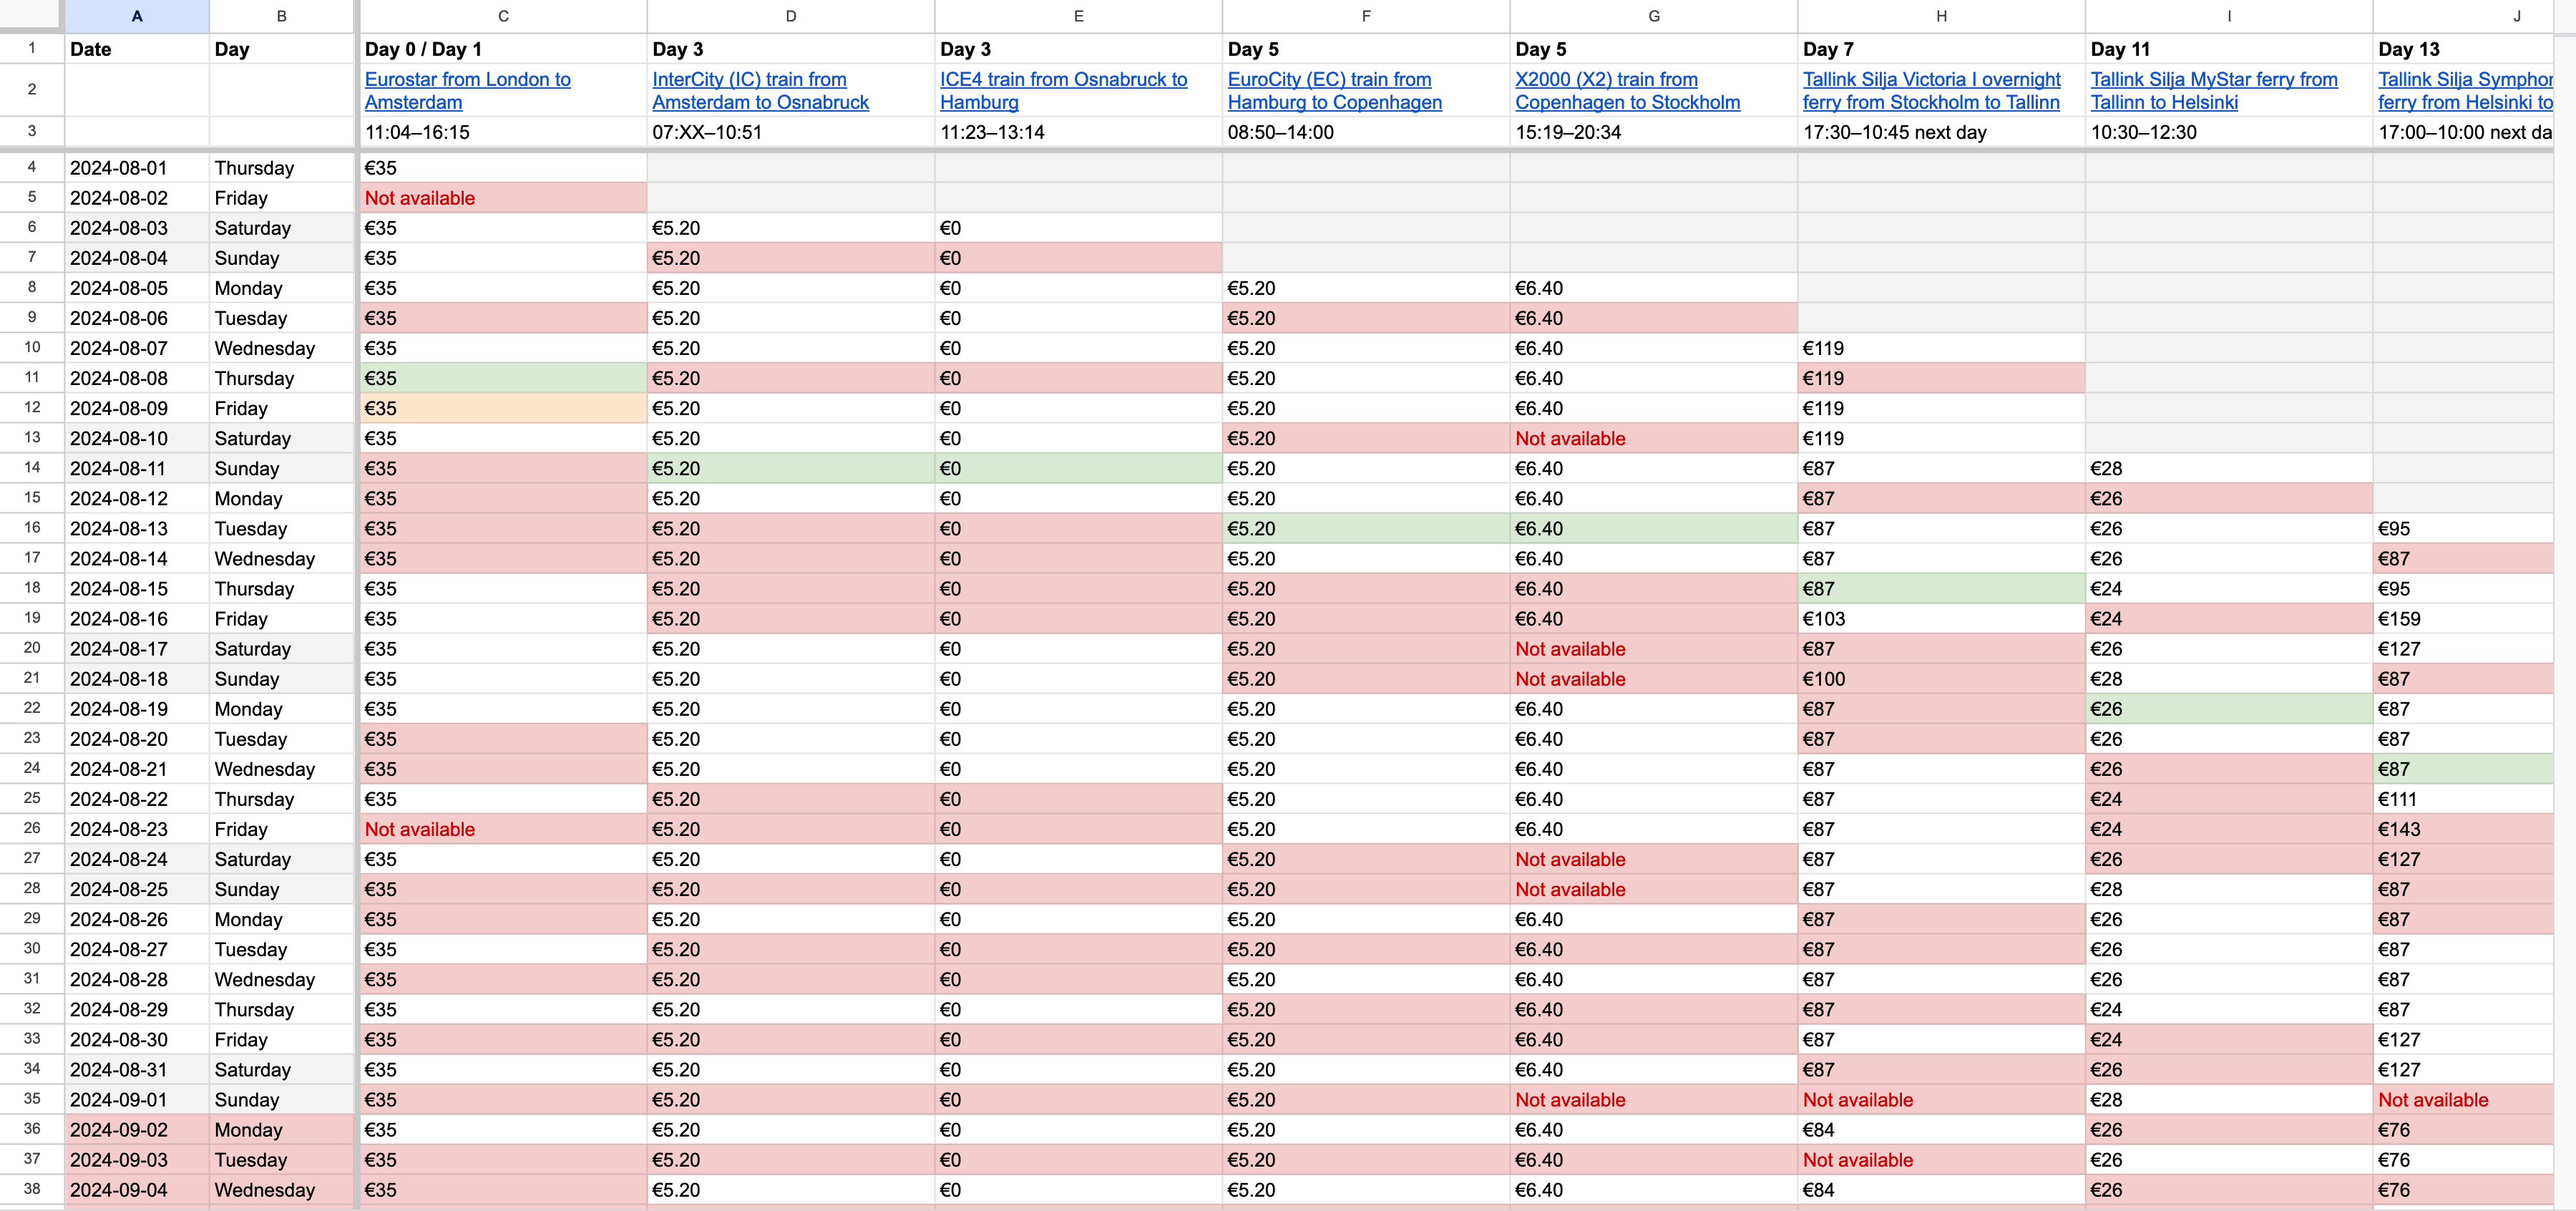 A B C D E F G H I J
1 Date Day Day 0 / Day 1 Day 3 Day 3 Day 5 Day 5 Day 7 Day 11 Day 13
2 Eurostar from London to Amsterdam InterCity (IC) train from Amsterdam to Osnabruck ICE4 train from Osnabruck to Hamburg EuroCity (EC) train from Hamburg to Copenhagen X2000 (X2) train from Copenhagen to Stockholm Tallink Silja Victoria I overnight ferry from Stockholm to Tallinn Tallink Silja MyStar ferry from Tallinn to Helsinki Tallink Silja Sympho ferry from Helsinki to
3 11:04–16:15 07:XX–10:51 11:23–13:14 08:50–14:00 15:19–20:34 17:30–10:45 next day 10:30–12:30 17:00–10:00 next da
4 2024-08-01 Thursday €35
5 2024-08-02 Friday Not available
6 2024-08-03 Saturday €35 €5.20 €0
7 2024-08-04 Sunday €35 €5.20 €0
8 2024-08-05 Monday €35 €5.20 €0 €5.20 €6.40
9 2024-08-06 Tuesday €35 €5.20 €0 €5.20 €6.40
10 2024-08-07 Wednesday €35 €5.20 €0 €5.20 €6.40 €119
11 2024-08-08 Thursday €35 €5.20 €0 €5.20 €6.40 €119
12 2024-08-09 Friday €35 €5.20 €0 €5.20 €6.40 €119
13 2024-08-10 Saturday €35 €5.20 €0 €5.20 Not available €119
14 2024-08-11 Sunday €35 €5.20 €0 €5.20 €6.40 €87 €28
15 2024-08-12 Monday €35 €5.20 €0 €5.20 €6.40 €87 €26
16 2024-08-13 Tuesday €35 €5.20 €0 €5.20 €6.40 €87 €26 €95
17 2024-08-14 Wednesday €35 €5.20 €0 €5.20 €6.40 €87 €26 €87
18 2024-08-15 Thursday €35 €5.20 €0 €5.20 €6.40 €87 €24 €95
19 2024-08-16 Friday €35 €5.20 €0 €5.20 €6.40 €103 €24 €159
20 2024-08-17 Saturday €35 €5.20 €0 €5.20 Not available €87 €26 €127
21 2024-08-18 Sunday €35 €5.20 €0 €5.20 Not available €100 €28 €87
22 2024-08-19 Monday €35 €5.20 €0 €5.20 €6.40 €87 €26 €87
23 2024-08-20 Tuesday €35 €5.20 €0 €5.20 €6.40 €87 €26 €87
24 2024-08-21 Wednesday €35 €5.20 €0 €5.20 €6.40 €87 €26 €87
25 2024-08-22 Thursday €35 €5.20 €0 €5.20 €6.40 €87 €24 €111
26 2024-08-23 Friday Not available €5.20 €0 €5.20 €6.40 €87 €24 €143
27 2024-08-24 Saturday €35 €5.20 €0 €5.20 Not available €87 €26 €127
28 2024-08-25 Sunday €35 €5.20 €0 €5.20 Not available €87 €28 €87
29 2024-08-26 Monday €35 €5.20 €0 €5.20 €6.40 €87 €26 €87
30 2024-08-27 Tuesday €35 €5.20 €0 €5.20 €6.40 €87 €26 €87
31 2024-08-28 Wednesday €35 €5.20 €0 €5.20 €6.40 €87 €26 €87
32 2024-08-29 Thursday €35 €5.20 €0 €5.20 €6.40 €87 €24 €87
33 2024-08-30 Friday €35 €5.20 €0 €5.20 €6.40 €87 €24 €127
34 2024-08-31 Saturday €35 €5.20 €0 €5.20 €6.40 €87 €26 €127
35 2024-09-01 Sunday €35 €5.20 €0 €5.20 Not available Not available €28 Not available
36 2024-09-02 Monday €35 €5.20 €0 €5.20 €6.40 €84 €26 €76
37 2024-09-03 Tuesday €35 €5.20 €0 €5.20 €6.40 Not available €26 €76
38 2024-09-04 Wednesday €35 €5.20 €0 €5.20 €6.40 €84 €26 €76